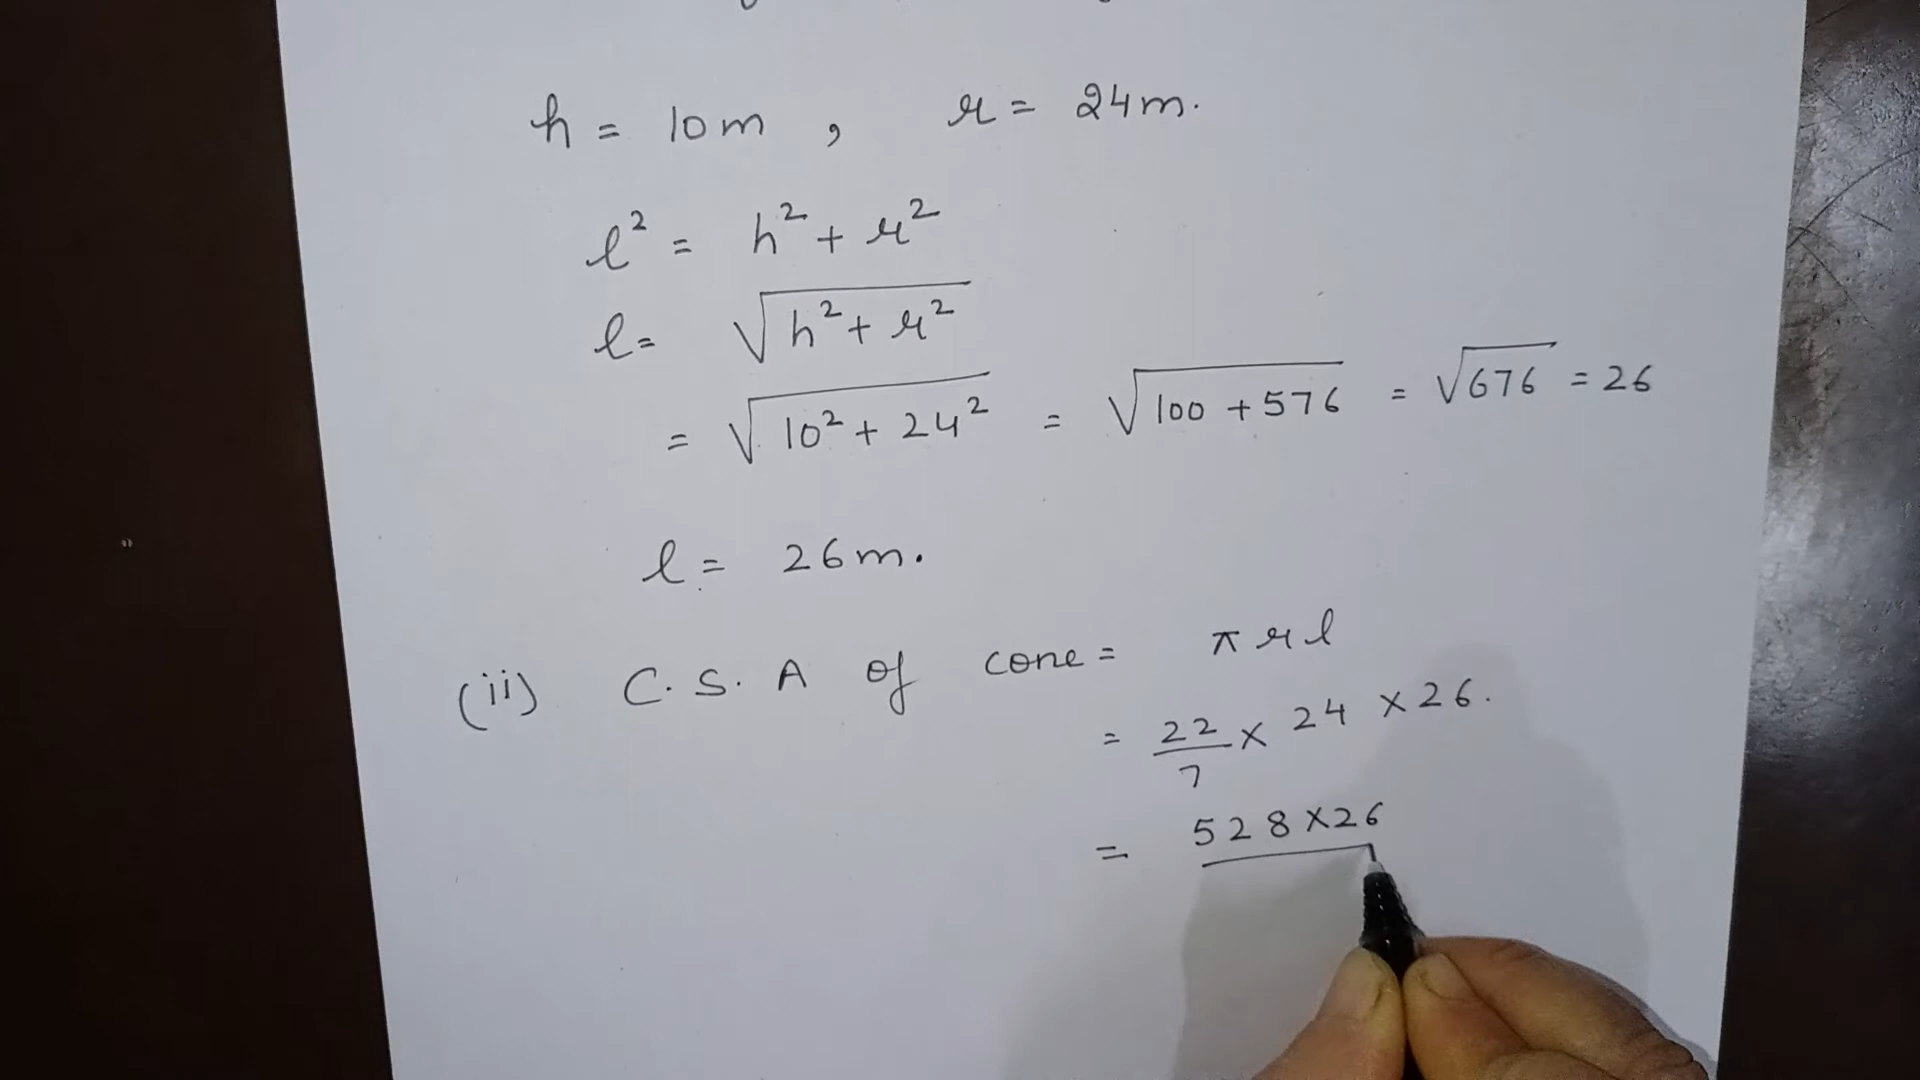 h = 10m , r = 24m.
l² = h² + r²
l = √h² + r²
= √10² + 24² = √100 + 576 = √676 = 26
l = 26m.
(ii) C.S.A of cone = π r l
= 22/7 × 24 × 26.
= 528 × 26